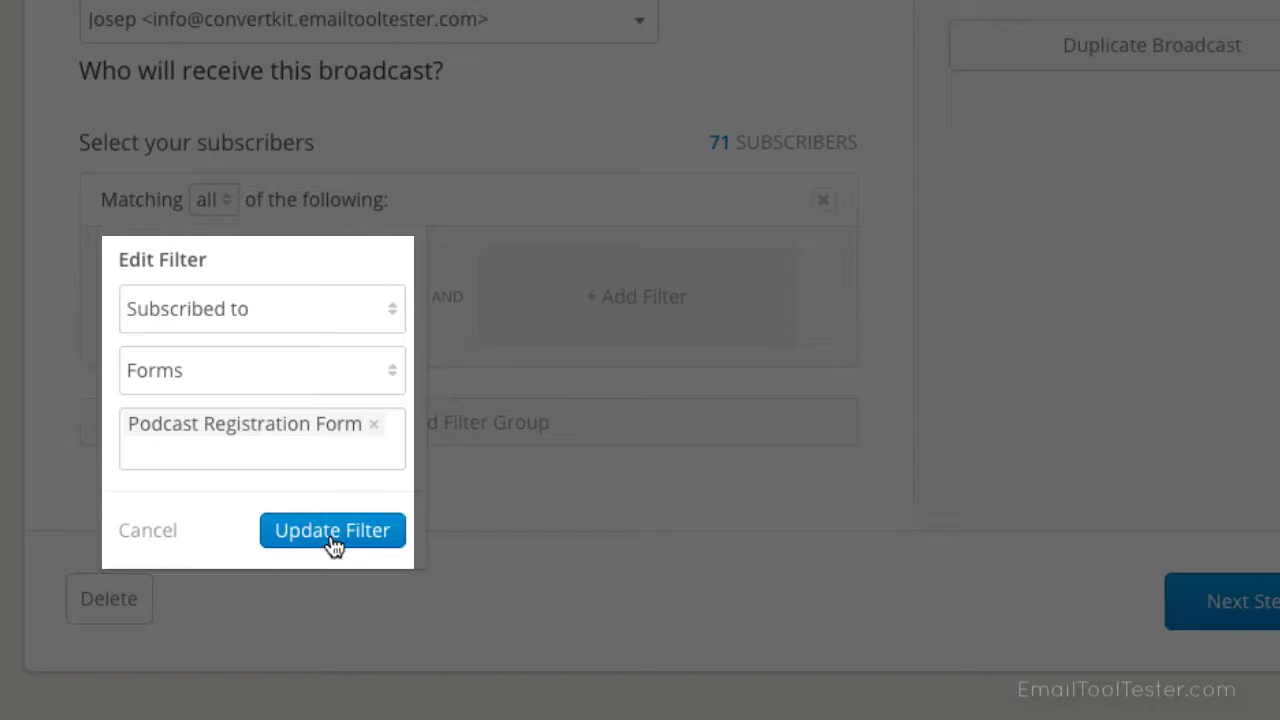 Josep <info@convertkit.emailtooltester.com>
Duplicate Broadcast
Who will receive this broadcast?
Select your subscribers
71 SUBSCRIBERS
Matching all of the following:
Edit Filter
Subscribed to
AND
+ Add Filter
Forms
Podcast Registration Form ×
d Filter Group
Cancel
Update Filter
Delete
Next Ste
EmailToolTester.com